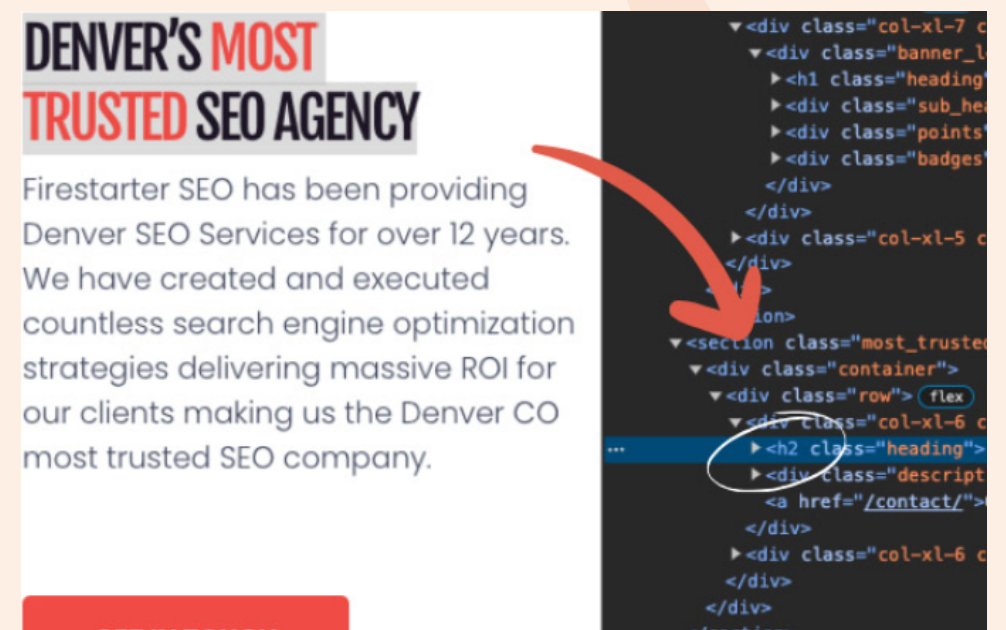 DENVER'S MOST
TRUSTED SEO AGENCY
Firestarter SEO has been providing
Denver SEO Services for over 12 years.
We have created and executed
countless search engine optimization
strategies delivering massive ROI for
our clients making us the Denver CO
most trusted SEO company.
▼<div class="col-xl-7 c
▼<div class="banner_l
▶<h1 class="heading"
▶<div class="sub_hea
▶<div class="points"
▶<div class="badges"
</div>
</div>
▶<div class="col-xl-5 c
</div>
ion>
▼<section class="most_trusted
▼<div class="container">
▼<div class="row"> flex
▼<div class="col-xl-6 c
... ▶<h2 class="heading">
▶<div class="descript
<a href="/contact/">
</div>
▶<div class="col-xl-6 c
</div>
</div>